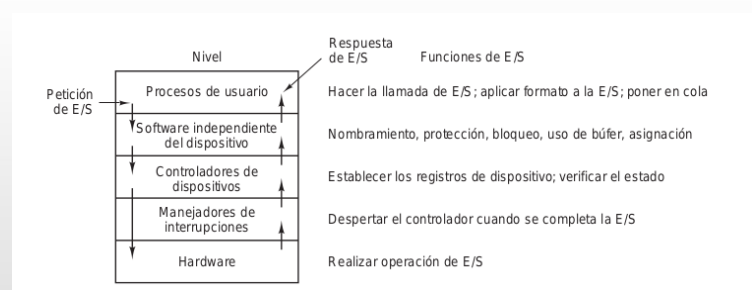 Nivel
Respuesta
de E/S
Funciones de E/S
Petición
de E/S
Procesos de usuario
Hacer la llamada de E/S; aplicar formato a la E/S; poner en cola
Software independiente
del dispositivo
Nombramiento, protección, bloqueo, uso de búfer, asignación
Controladores de
dispositivos
Establecer los registros de dispositivo; verificar el estado
Manejadores de
interrupciones
Despertar el controlador cuando se completa la E/S
Hardware
Realizar operación de E/S